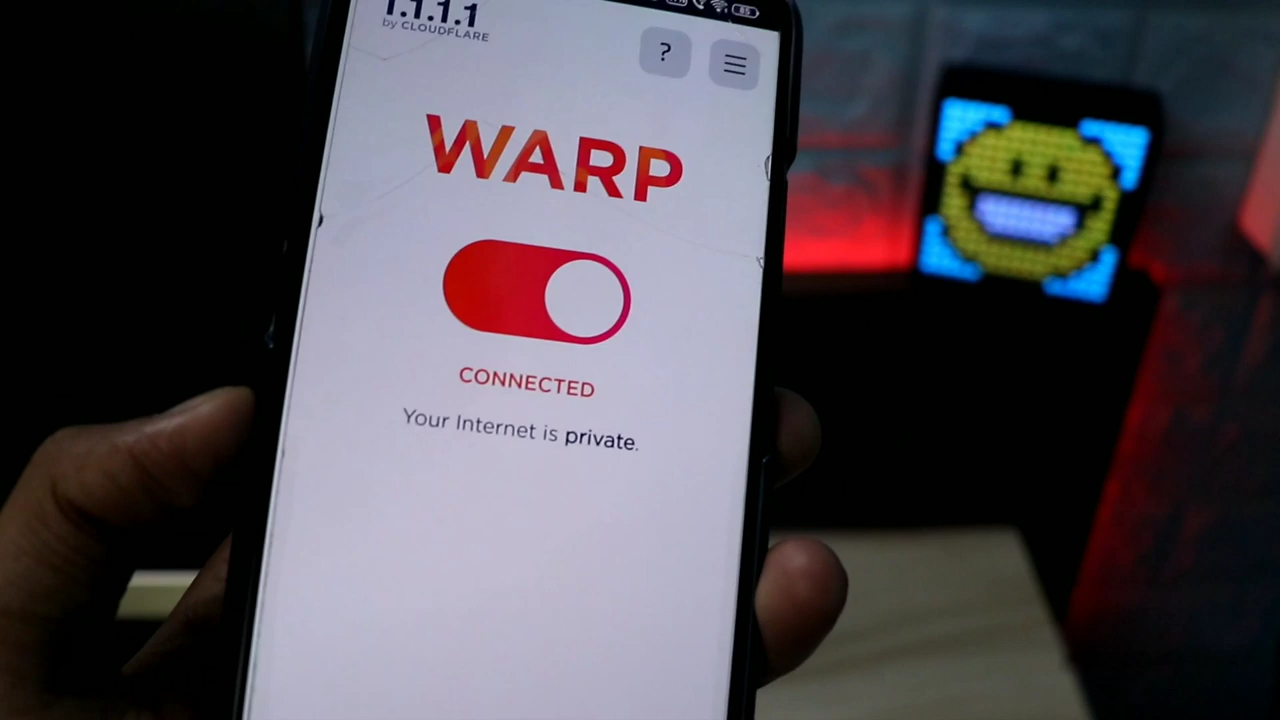 1.1.1.1
by CLOUDFLARE
?
WARP
CONNECTED
Your Internet is private.